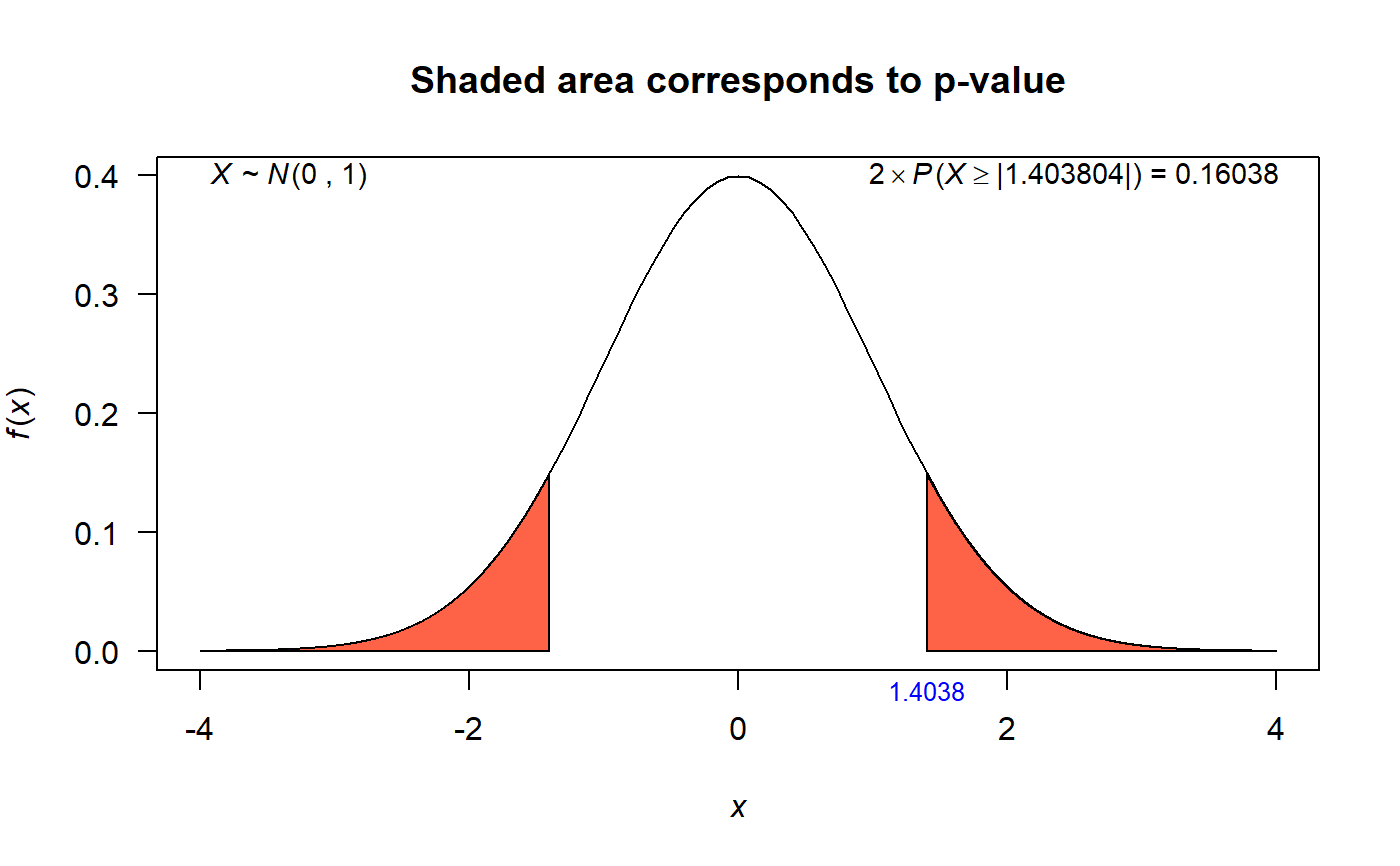 Shaded area corresponds to p-value
X ~ N(0 , 1)
2 × P(X ≥ |1.403804|) = 0.16038
f(x)
0.4
0.3
0.2
0.1
0.0
1.4038
-4 -2 0 2 4
x